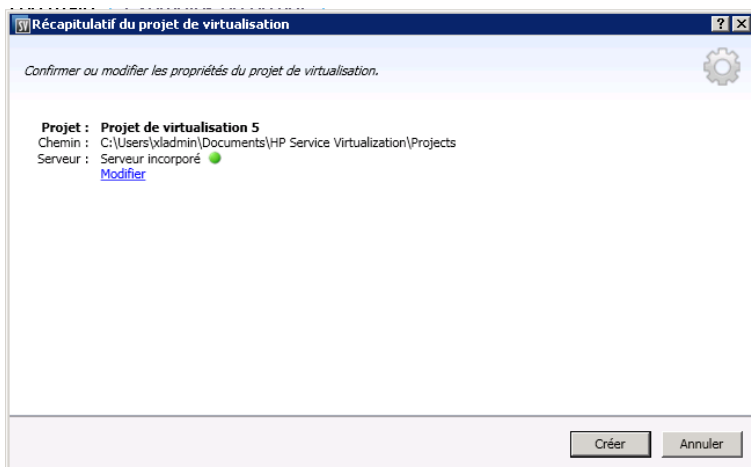 SV Récapitulatif du projet de virtualisation ? X
Confirmer ou modifier les propriétés du projet de virtualisation.
Projet : Projet de virtualisation 5
Chemin : C:\Users\xladmin\Documents\HP Service Virtualization\Projects
Serveur : Serveur incorporé
Modifier
Créer Annuler